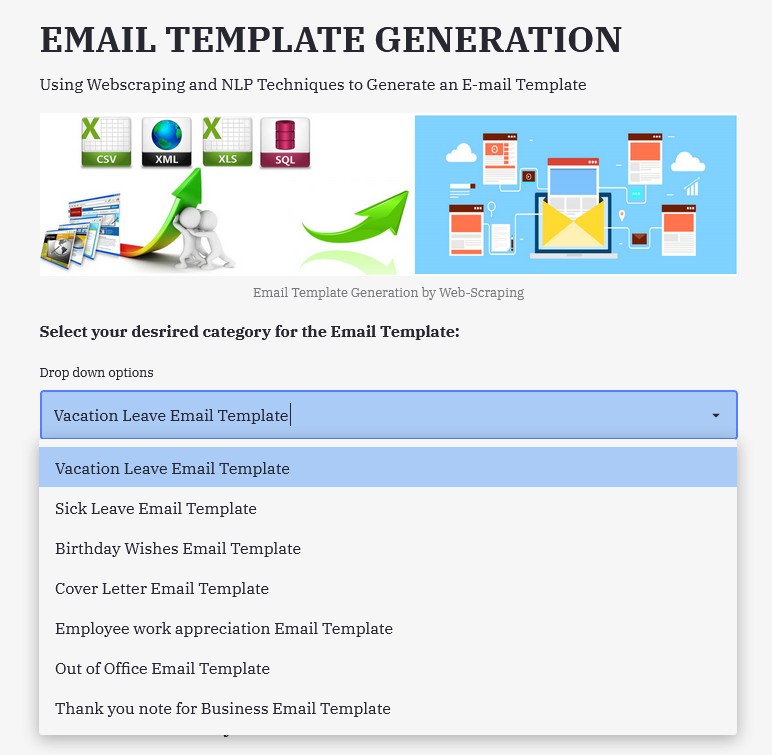 EMAIL TEMPLATE GENERATION
Using Webscraping and NLP Techniques to Generate an E-mail Template
CSV
XML
XLS
SQL
Email Template Generation by Web-Scraping
Select your desrired category for the Email Template:
Drop down options
Vacation Leave Email Template
Vacation Leave Email Template
Sick Leave Email Template
Birthday Wishes Email Template
Cover Letter Email Template
Employee work appreciation Email Template
Out of Office Email Template
Thank you note for Business Email Template